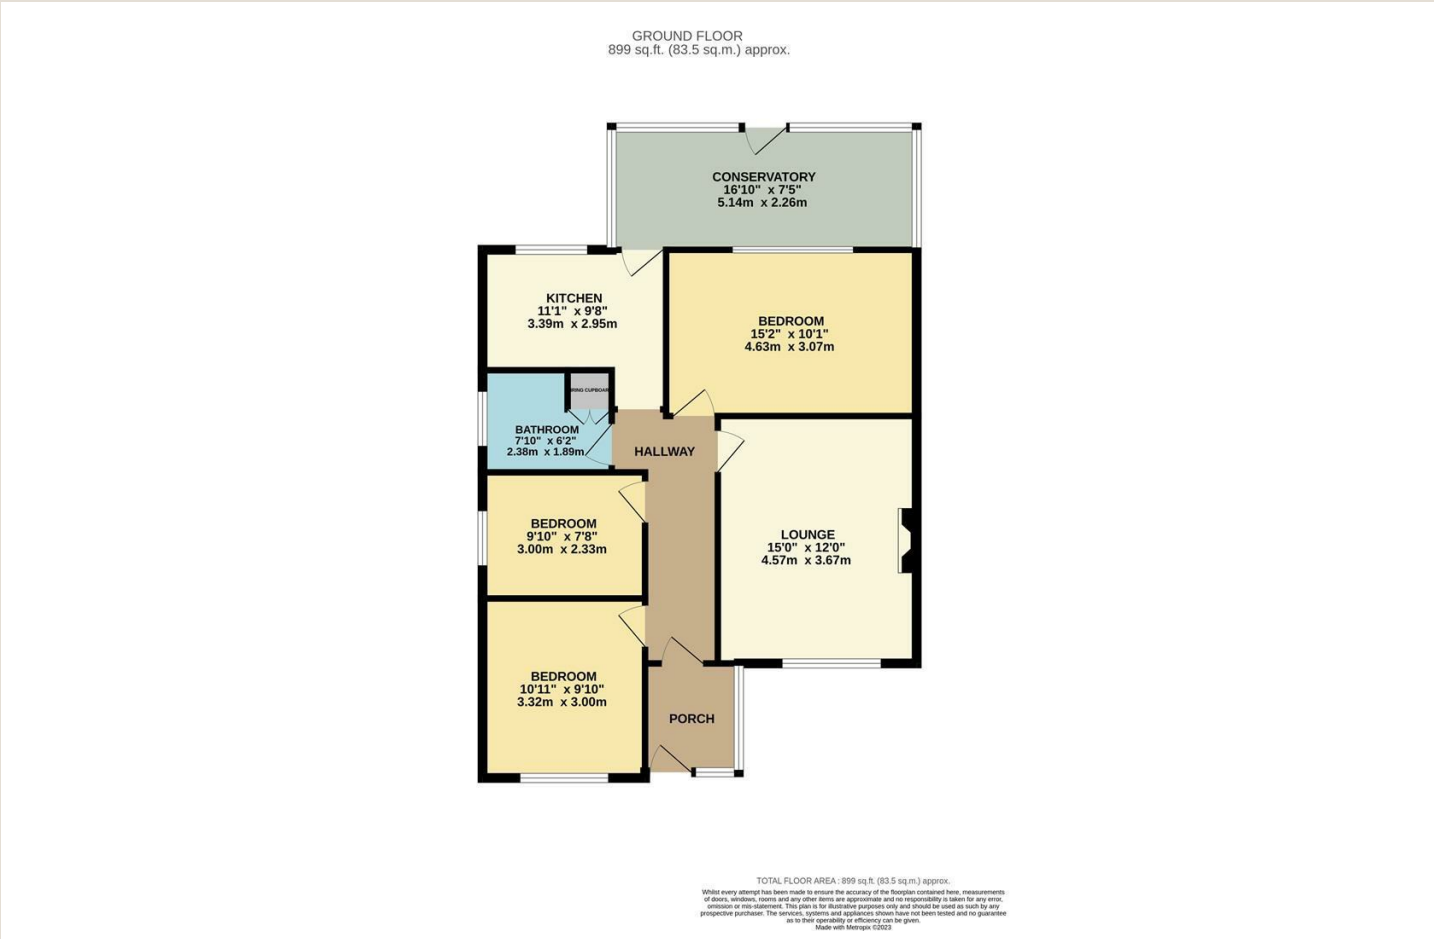 GROUND FLOOR
899 sq.ft. (83.5 sq.m.) approx.
CONSERVATORY
16'10" x 7'5"
5.14m x 2.26m
KITCHEN
11'1" x 9'8"
3.39m x 2.95m
BEDROOM
15'2" x 10'1"
4.63m x 3.07m
BATHROOM
7'10" x 6'2"
2.38m x 1.89m
HALLWAY
BEDROOM
9'10" x 7'8"
3.00m x 2.33m
LOUNGE
15'0" x 12'0"
4.57m x 3.67m
BEDROOM
10'11" x 9'10"
3.32m x 3.00m
PORCH
TOTAL FLOOR AREA : 899 sq.ft. (83.5 sq.m.) approx.
Whilst every attempt has been made to ensure the accuracy of the floorplan contained here, measurements
of doors, windows, rooms and any other items are approximate and no responsibility is taken for any error,
omission or mis-statement. This plan is for illustrative purposes only and should be used as such by any
prospective purchaser. The services, systems and appliances shown have not been tested and no guarantee
as to their operability or efficiency can be given.
Made with Metropix ©2023